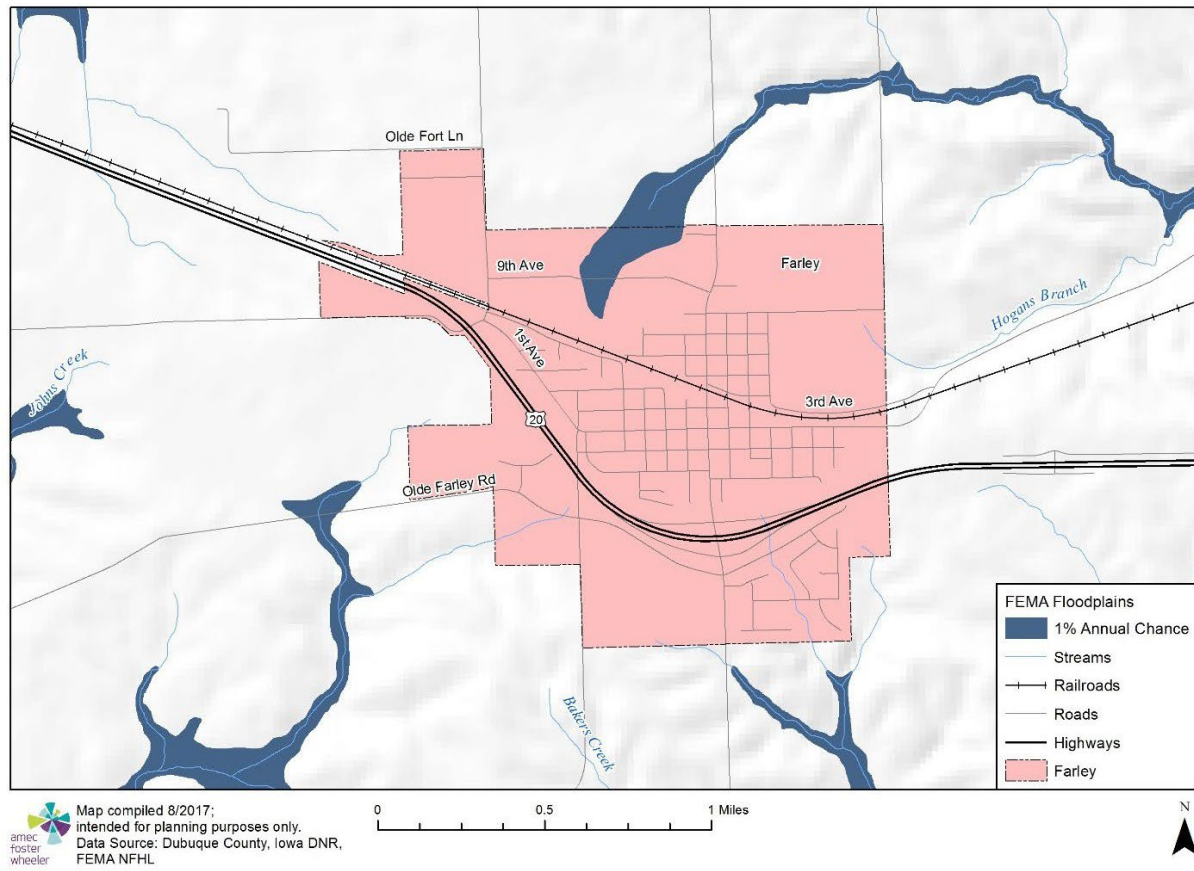 Olde Fort Ln
9th Ave
Farley
Hogans Branch
1st Ave
Johns Creek
3rd Ave
20
Olde Farley Rd
Bakers Creek
FEMA Floodplains
1% Annual Chance
Streams
Railroads
Roads
Highways
Farley
amec
foster
wheeler
Map compiled 8/2017;
intended for planning purposes only.
Data Source: Dubuque County, Iowa DNR,
FEMA NFHL
0 0.5 1 Miles
N